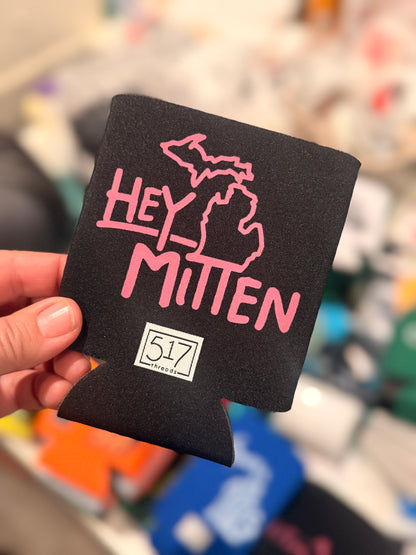 HEY
MITTEN
517
threads